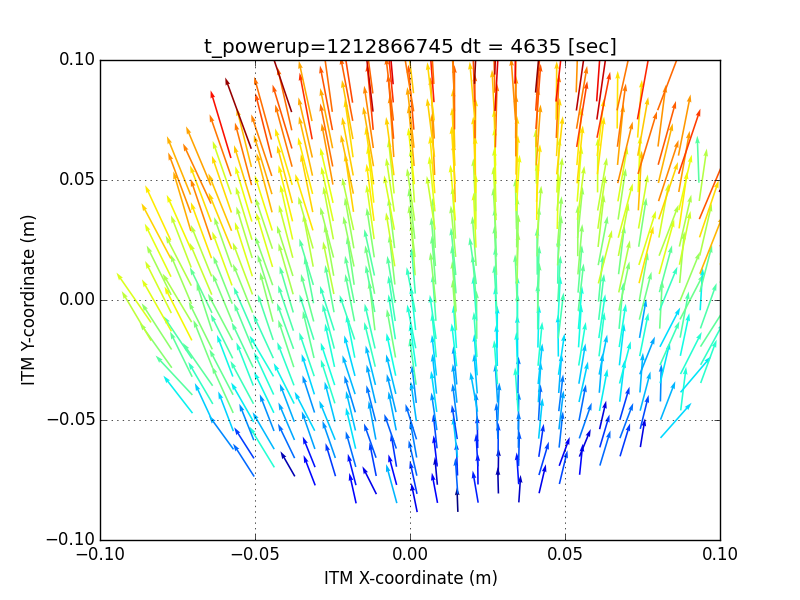 t_powerup=1212866745 dt = 4635 [sec]
0.10
0.05
0.00
−0.05
−0.10
ITM Y-coordinate (m)
−0.10 −0.05 0.00 0.05 0.10
ITM X-coordinate (m)